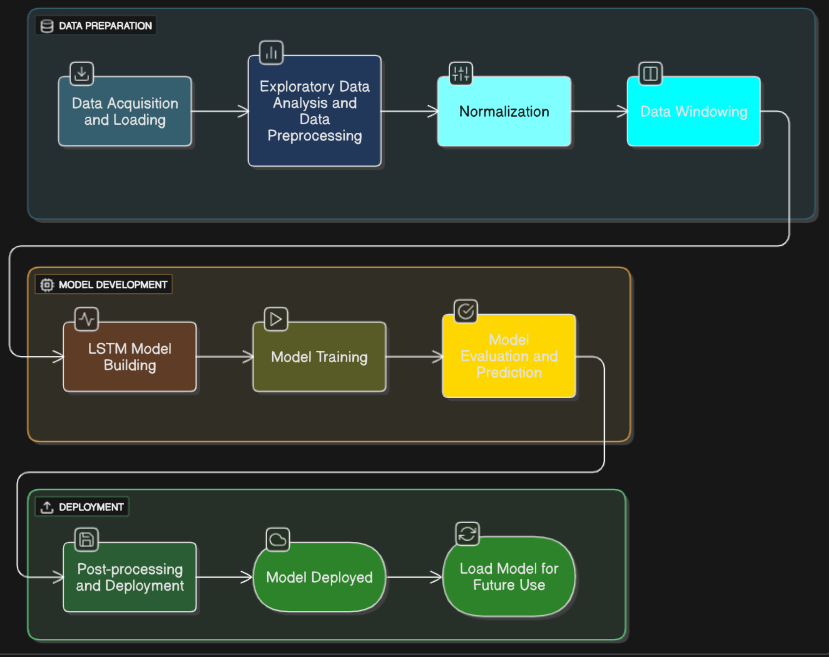 DATA PREPARATION
Data Acquisition
and Loading
Exploratory Data
Analysis and
Data
Preprocessing
Normalization
Data Windowing
MODEL DEVELOPMENT
LSTM Model
Building
Model Training
Model
Evaluation and
Prediction
DEPLOYMENT
Post-processing
and Deployment
Model Deployed
Load Model for
Future Use